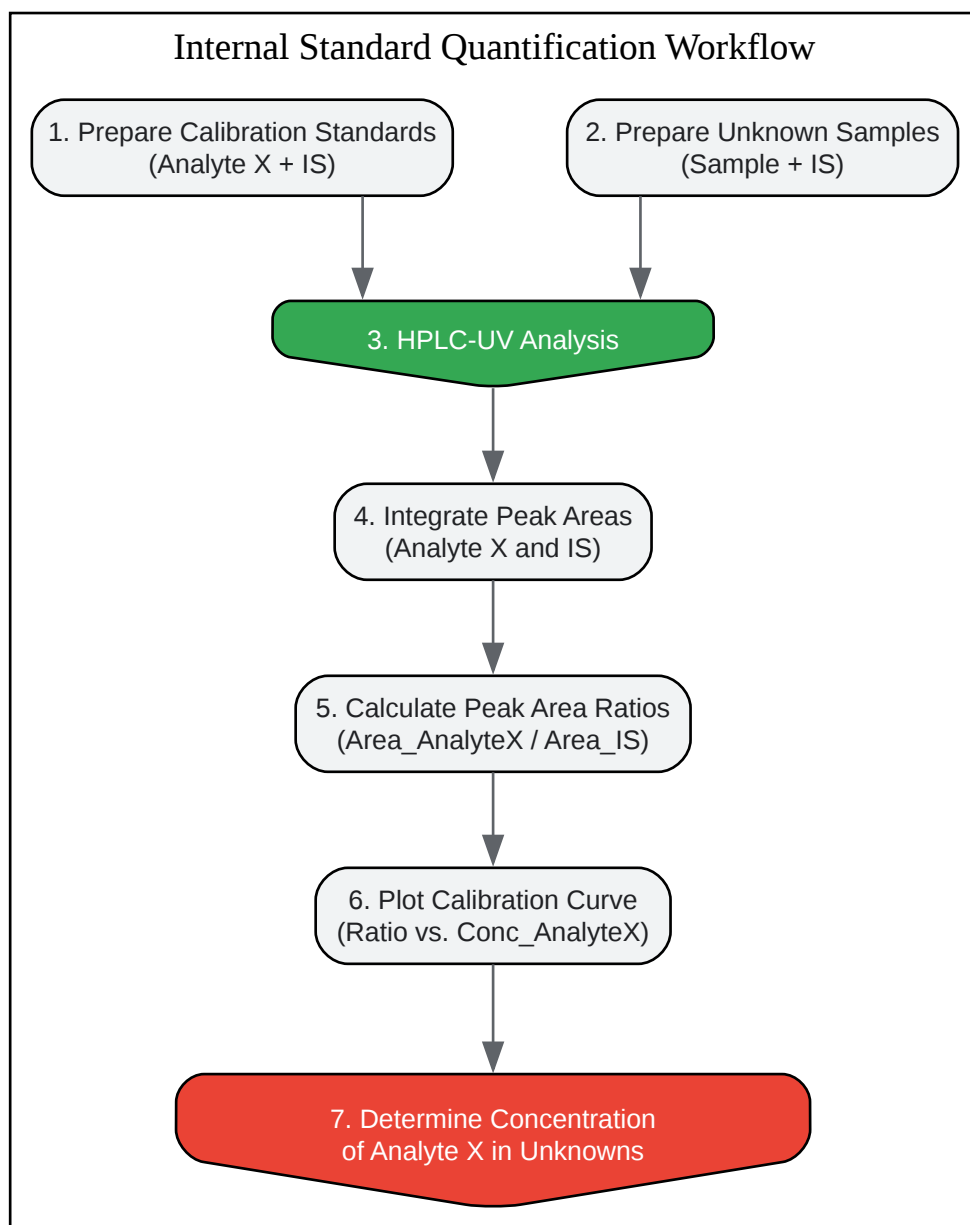 Internal Standard Quantification Workflow
1. Prepare Calibration Standards
(Analyte X + IS)
2. Prepare Unknown Samples
(Sample + IS)
3. HPLC-UV Analysis
4. Integrate Peak Areas
(Analyte X and IS)
5. Calculate Peak Area Ratios
(Area_AnalyteX / Area_IS)
6. Plot Calibration Curve
(Ratio vs. Conc_AnalyteX)
7. Determine Concentration
of Analyte X in Unknowns